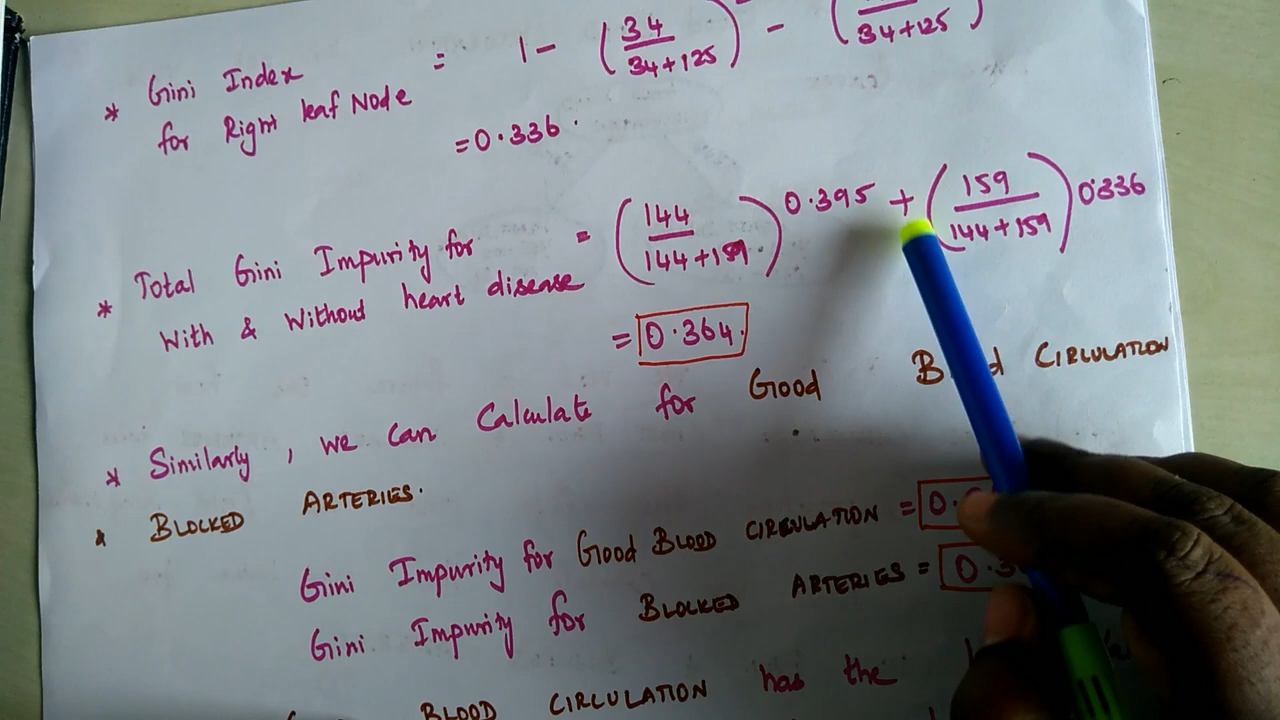 * Gini Index = 1 - (34/34+125) - (34+125)
for Right leaf Node
= 0.336.
* Total Gini Impurity for = (144/144+159) 0.395 + (159/144+159) 0.336
With & Without heart disease
= 0.364.
* Similarly, we can Calculate for Good CIRCULATION
& BLOCKED ARTERIES.
Gini Impurity for Good BLOOD CIRCULATION = 0.
Gini Impurity for BLOCKED ARTERIES = 0.3
BLOOD CIRCULATION has the